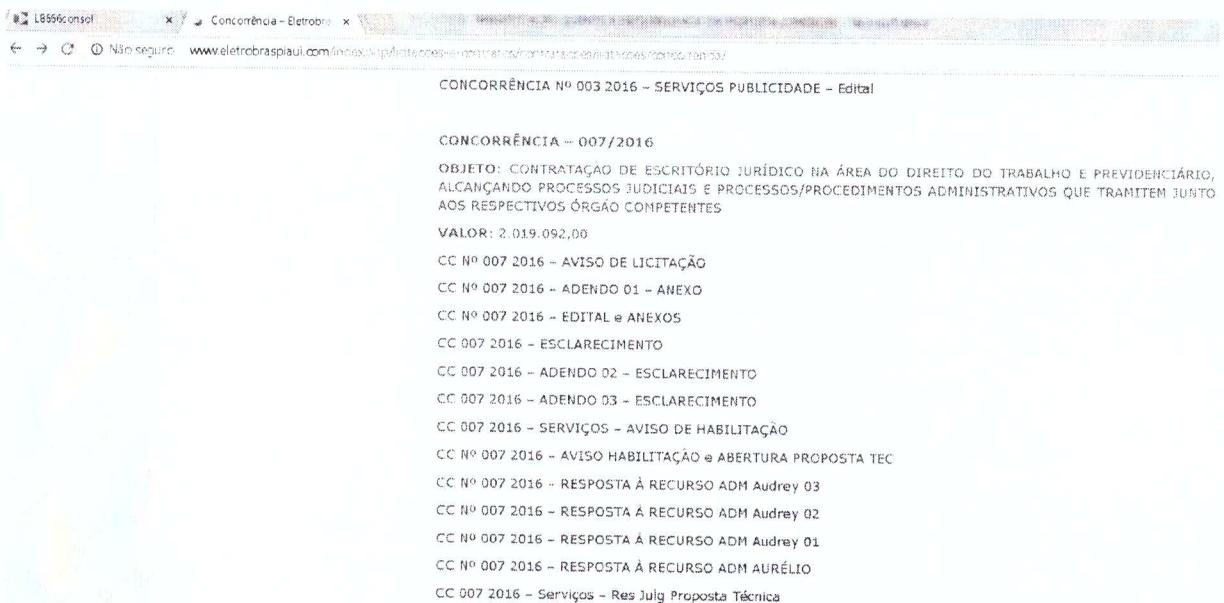 L8666consol
Concorrência – Eletrobr
Não seguro www.eletrobraspiaui.com
CONCORRÊNCIA Nº 003 2016 – SERVIÇOS PUBLICIDADE – Edital
CONCORRÊNCIA – 007/2016
OBJETO: CONTRATAÇÃO DE ESCRITÓRIO JURÍDICO NA ÁREA DO DIREITO DO TRABALHO E PREVIDENCIÁRIO,
ALCANÇANDO PROCESSOS JUDICIAIS E PROCESSOS/PROCEDIMENTOS ADMINISTRATIVOS QUE TRAMITEM JUNTO
AOS RESPECTIVOS ÓRGÃO COMPETENTES
VALOR: 2.019.092,00
CC Nº 007 2016 – AVISO DE LICITAÇÃO
CC Nº 007 2016 – ADENDO 01 – ANEXO
CC Nº 007 2016 – EDITAL e ANEXOS
CC 007 2016 – ESCLARECIMENTO
CC 007 2016 – ADENDO 02 – ESCLARECIMENTO
CC 007 2016 – ADENDO 03 – ESCLARECIMENTO
CC 007 2016 – SERVIÇOS – AVISO DE HABILITAÇÃO
CC Nº 007 2016 – AVISO HABILITAÇÃO e ABERTURA PROPOSTA TEC
CC Nº 007 2016 – RESPOSTA À RECURSO ADM Audrey 03
CC Nº 007 2016 – RESPOSTA À RECURSO ADM Audrey 02
CC Nº 007 2016 – RESPOSTA À RECURSO ADM Audrey 01
CC Nº 007 2016 – RESPOSTA À RECURSO ADM AURÉLIO
CC 007 2016 – Serviços – Res Julg Proposta Técnica